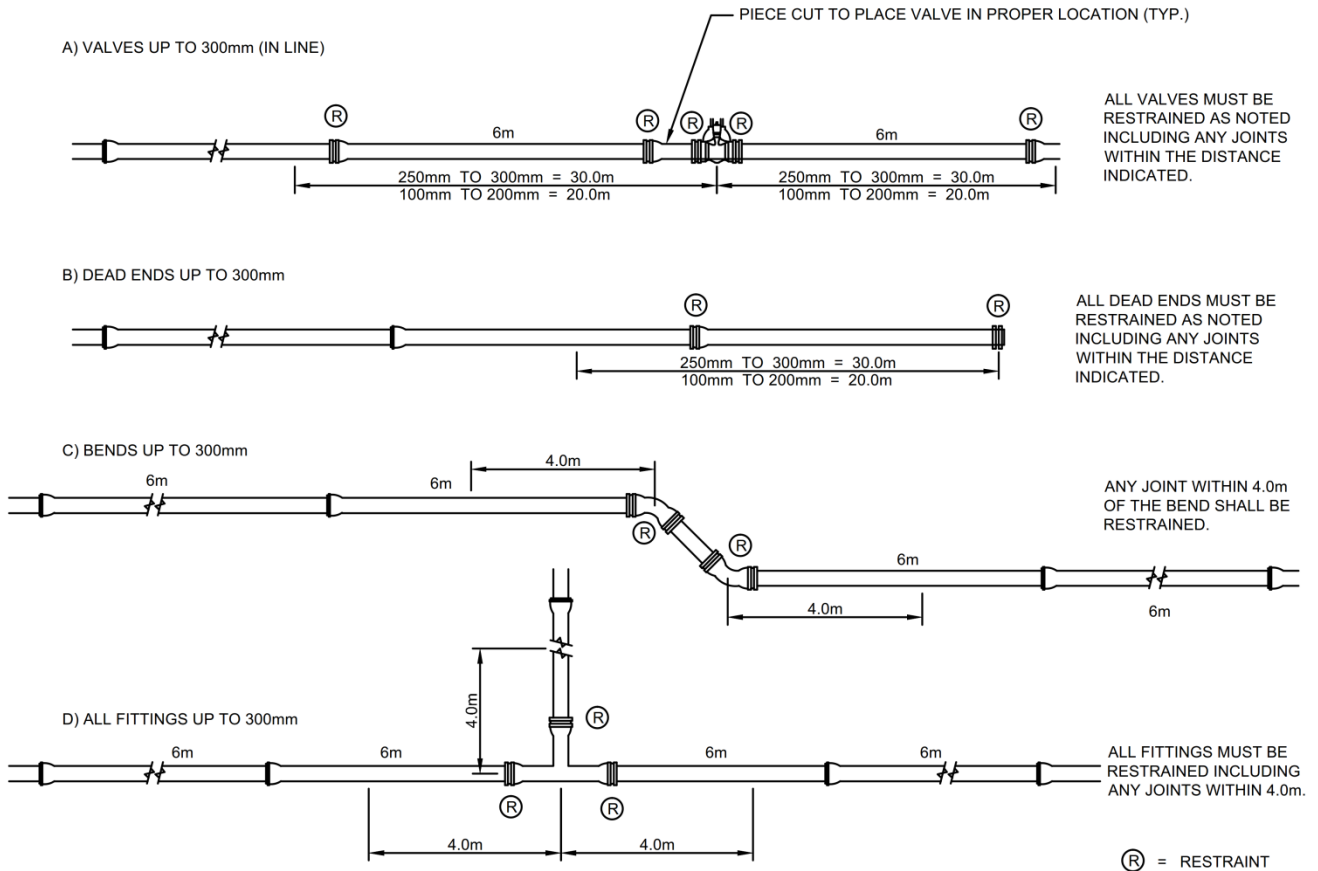 PIECE CUT TO PLACE VALVE IN PROPER LOCATION (TYP.)
A) VALVES UP TO 300mm (IN LINE)
R
R
R
R
R
6m
6m
ALL VALVES MUST BE
RESTRAINED AS NOTED
INCLUDING ANY JOINTS
WITHIN THE DISTANCE
INDICATED.
250mm TO 300mm = 30.0m
100mm TO 200mm = 20.0m
250mm TO 300mm = 30.0m
100mm TO 200mm = 20.0m
B) DEAD ENDS UP TO 300mm
R
R
ALL DEAD ENDS MUST BE
RESTRAINED AS NOTED
INCLUDING ANY JOINTS
WITHIN THE DISTANCE
INDICATED.
250mm TO 300mm = 30.0m
100mm TO 200mm = 20.0m
C) BENDS UP TO 300mm
6m
6m
4.0m
ANY JOINT WITHIN 4.0m
OF THE BEND SHALL BE
RESTRAINED.
R
R
6m
4.0m
6m
D) ALL FITTINGS UP TO 300mm
4.0m
R
6m
6m
6m
6m
ALL FITTINGS MUST BE
RESTRAINED INCLUDING
ANY JOINTS WITHIN 4.0m.
R
R
4.0m
4.0m
R = RESTRAINT